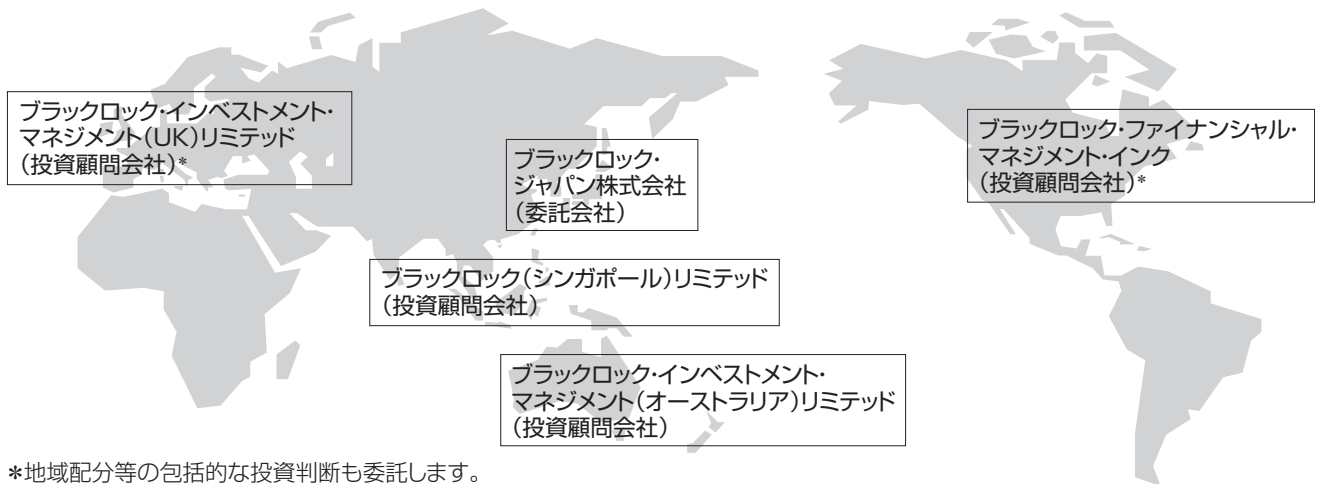 ブラックロック・インベストメント・
マネジメント(UK)リミテッド
(投資顧問会社)*
ブラックロック・
ジャパン株式会社
(委託会社)
ブラックロック・ファイナンシャル・
マネジメント・インク
(投資顧問会社)*
ブラックロック(シンガポール)リミテッド
(投資顧問会社)
ブラックロック・インベストメント・
マネジメント(オーストラリア)リミテッド
(投資顧問会社)
*地域配分等の包括的な投資判断も委託します。